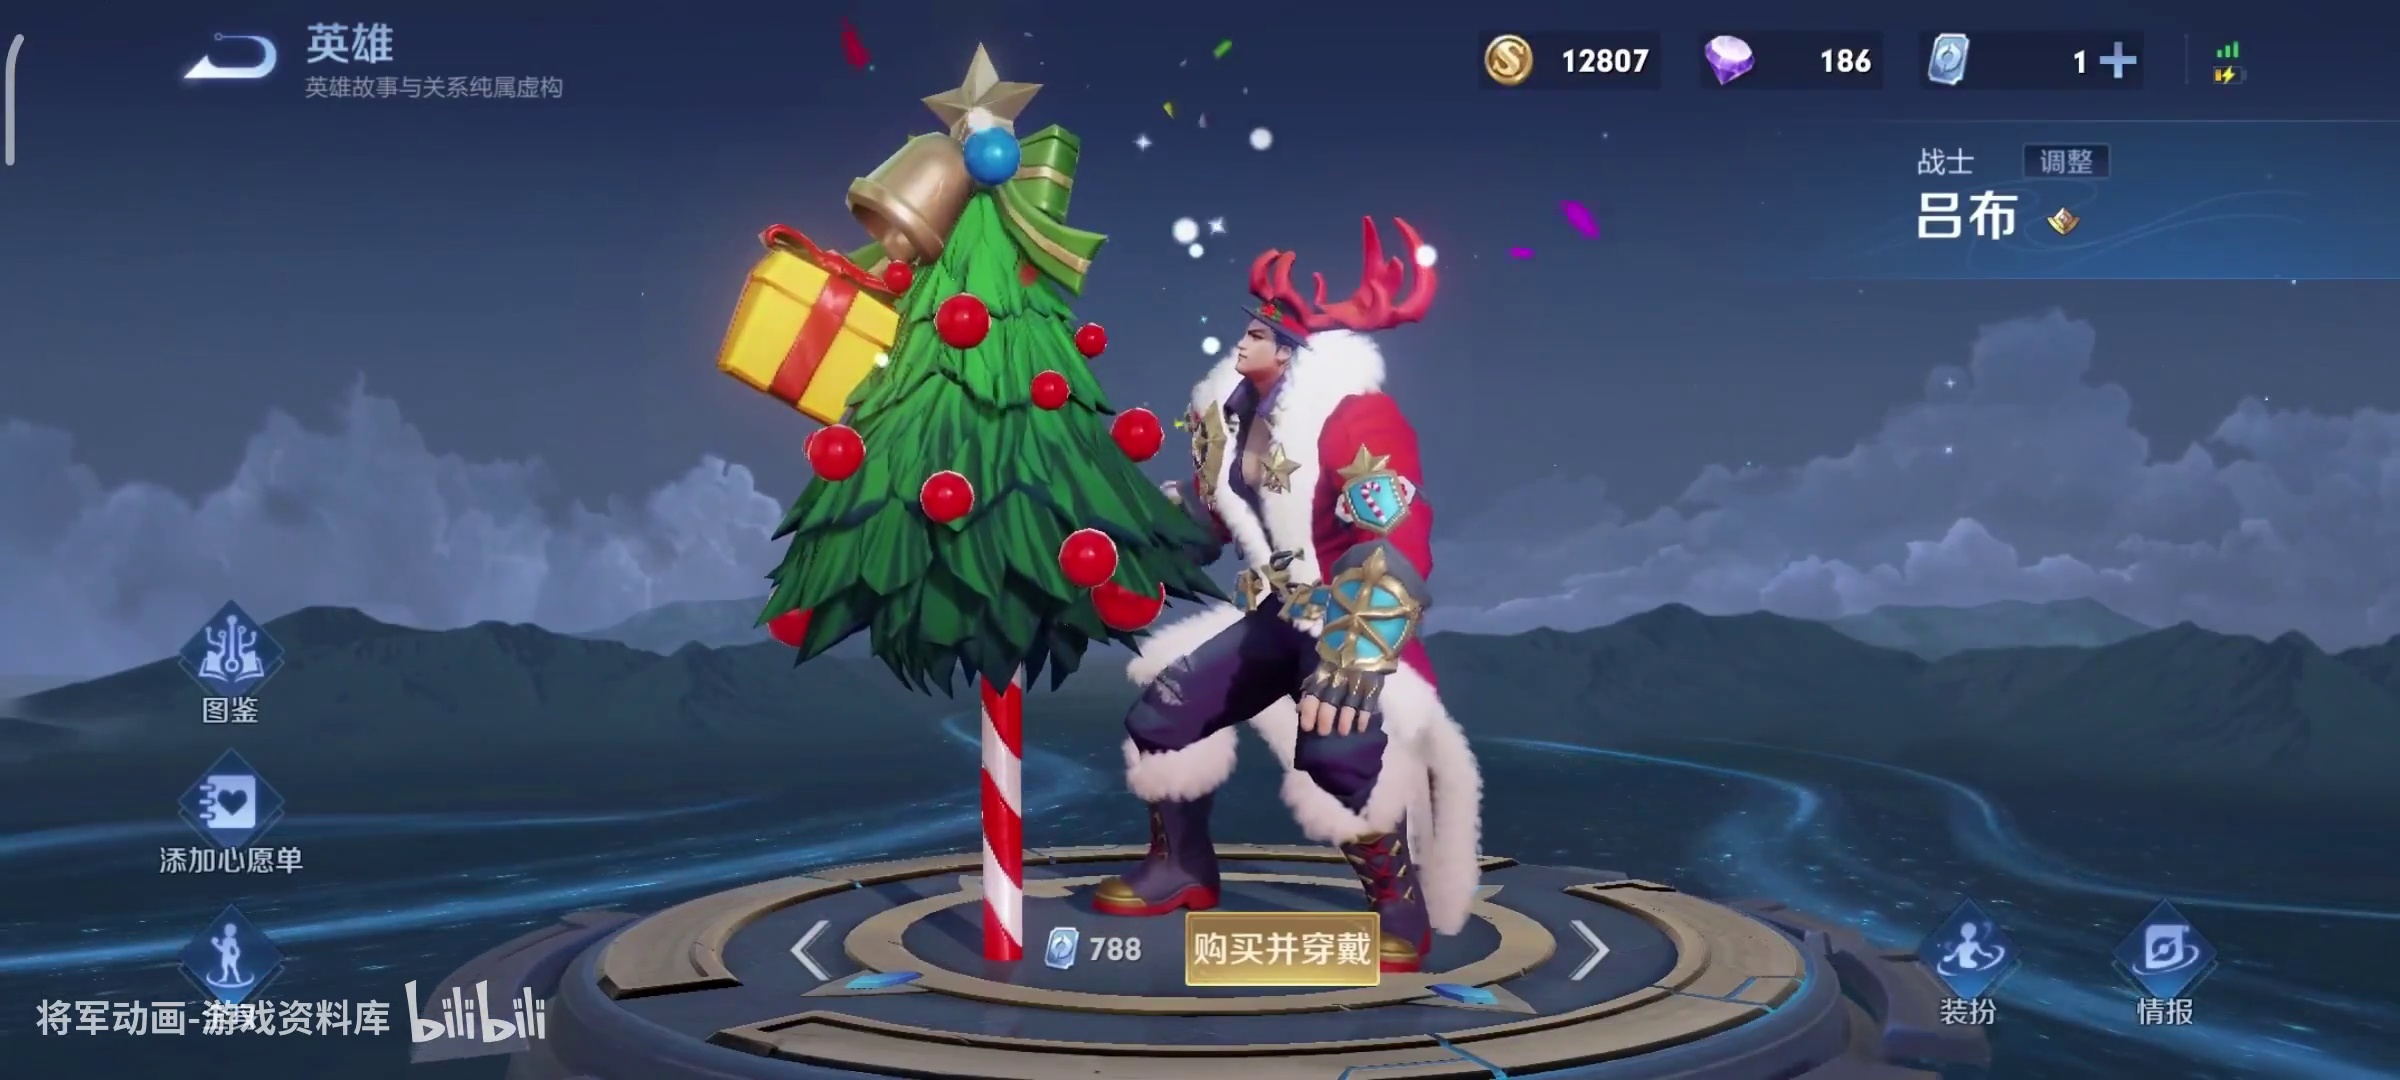 英雄
英雄故事与关系纯属虚构
12807
186
1
战士
调整
吕布
图鉴
添加心愿单
788
购买并穿戴
装扮
情报
将军动画-游戏资料库
bilibili